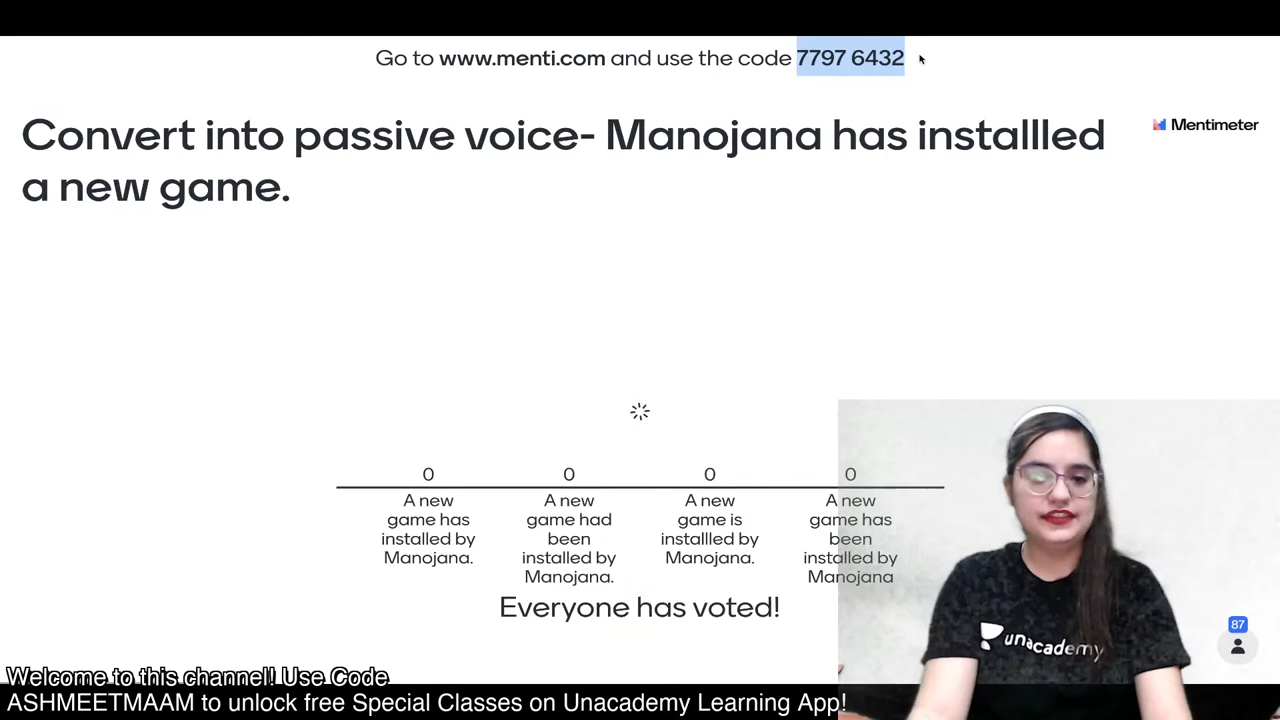 Go to www.menti.com and use the code 7797 6432
Convert into passive voice- Manojana has installled
a new game.
Mentimeter
0
0
0
0
A new
game has
installed by
Manojana.
A new
game had
been
installed by
Manojana.
A new
game is
installlled by
Manojana.
A new
game has
been
installed by
Manojana
Everyone has voted!
unacademy
87
Welcome to this channel! Use Code
ASHMEETMAAM to unlock free Special Classes on Unacademy Learning App!